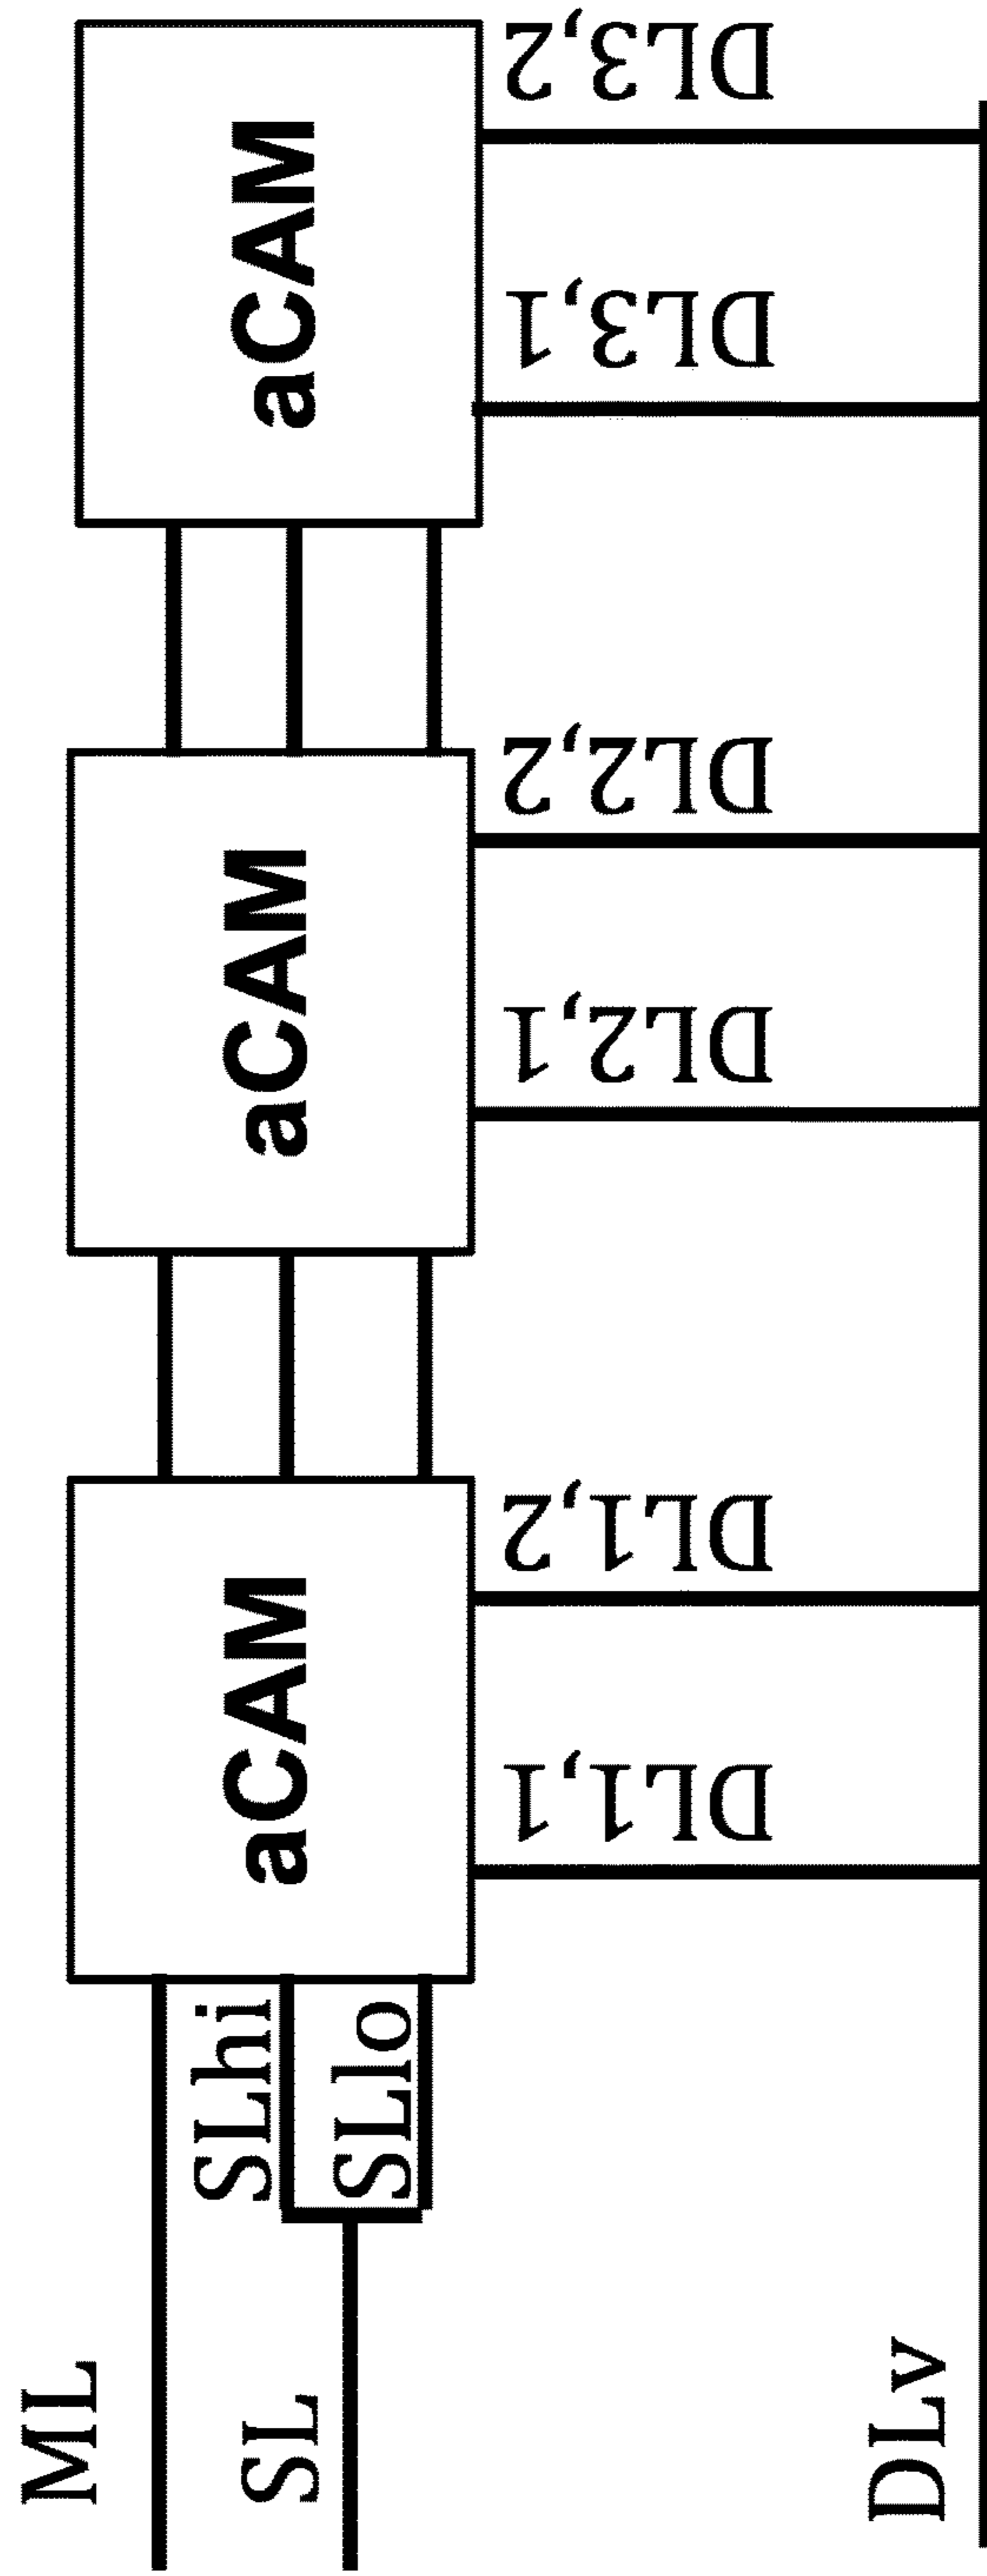 ML
SL
SLhi
SLlo
aCAM
aCAM
aCAM
DL1,1
DL1,2
DL2,1
DL2,2
DL3,1
DL3,2
DLv